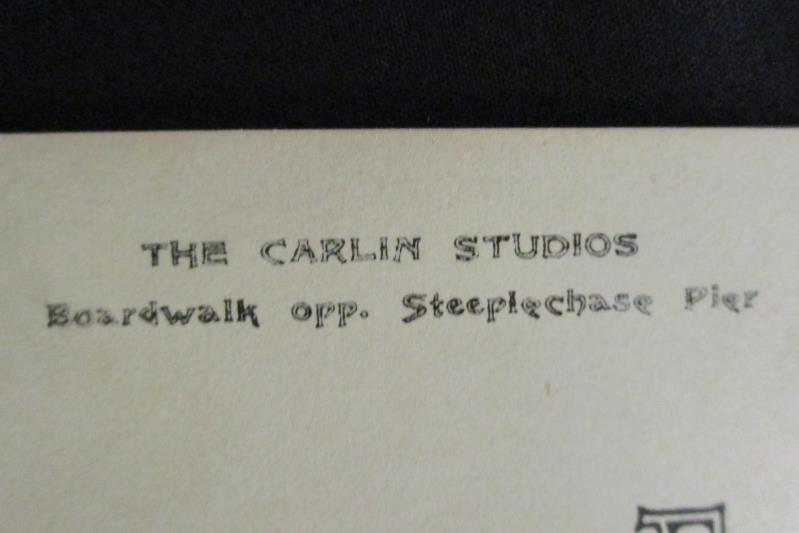 THE CARLIN STUDIOS
Boardwalk opp. Steeplechase Pier